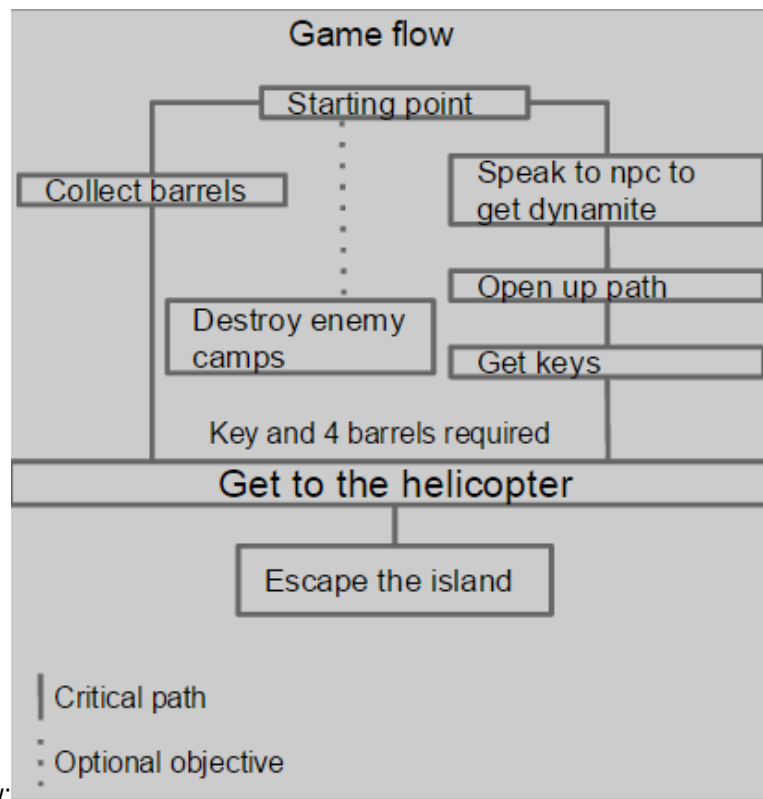 Game flow
Starting point
Collect barrels
Speak to npc to
get dynamite
Open up path
Destroy enemy
camps
Get keys
Key and 4 barrels required
Get to the helicopter
Escape the island
Critical path
Optional objective